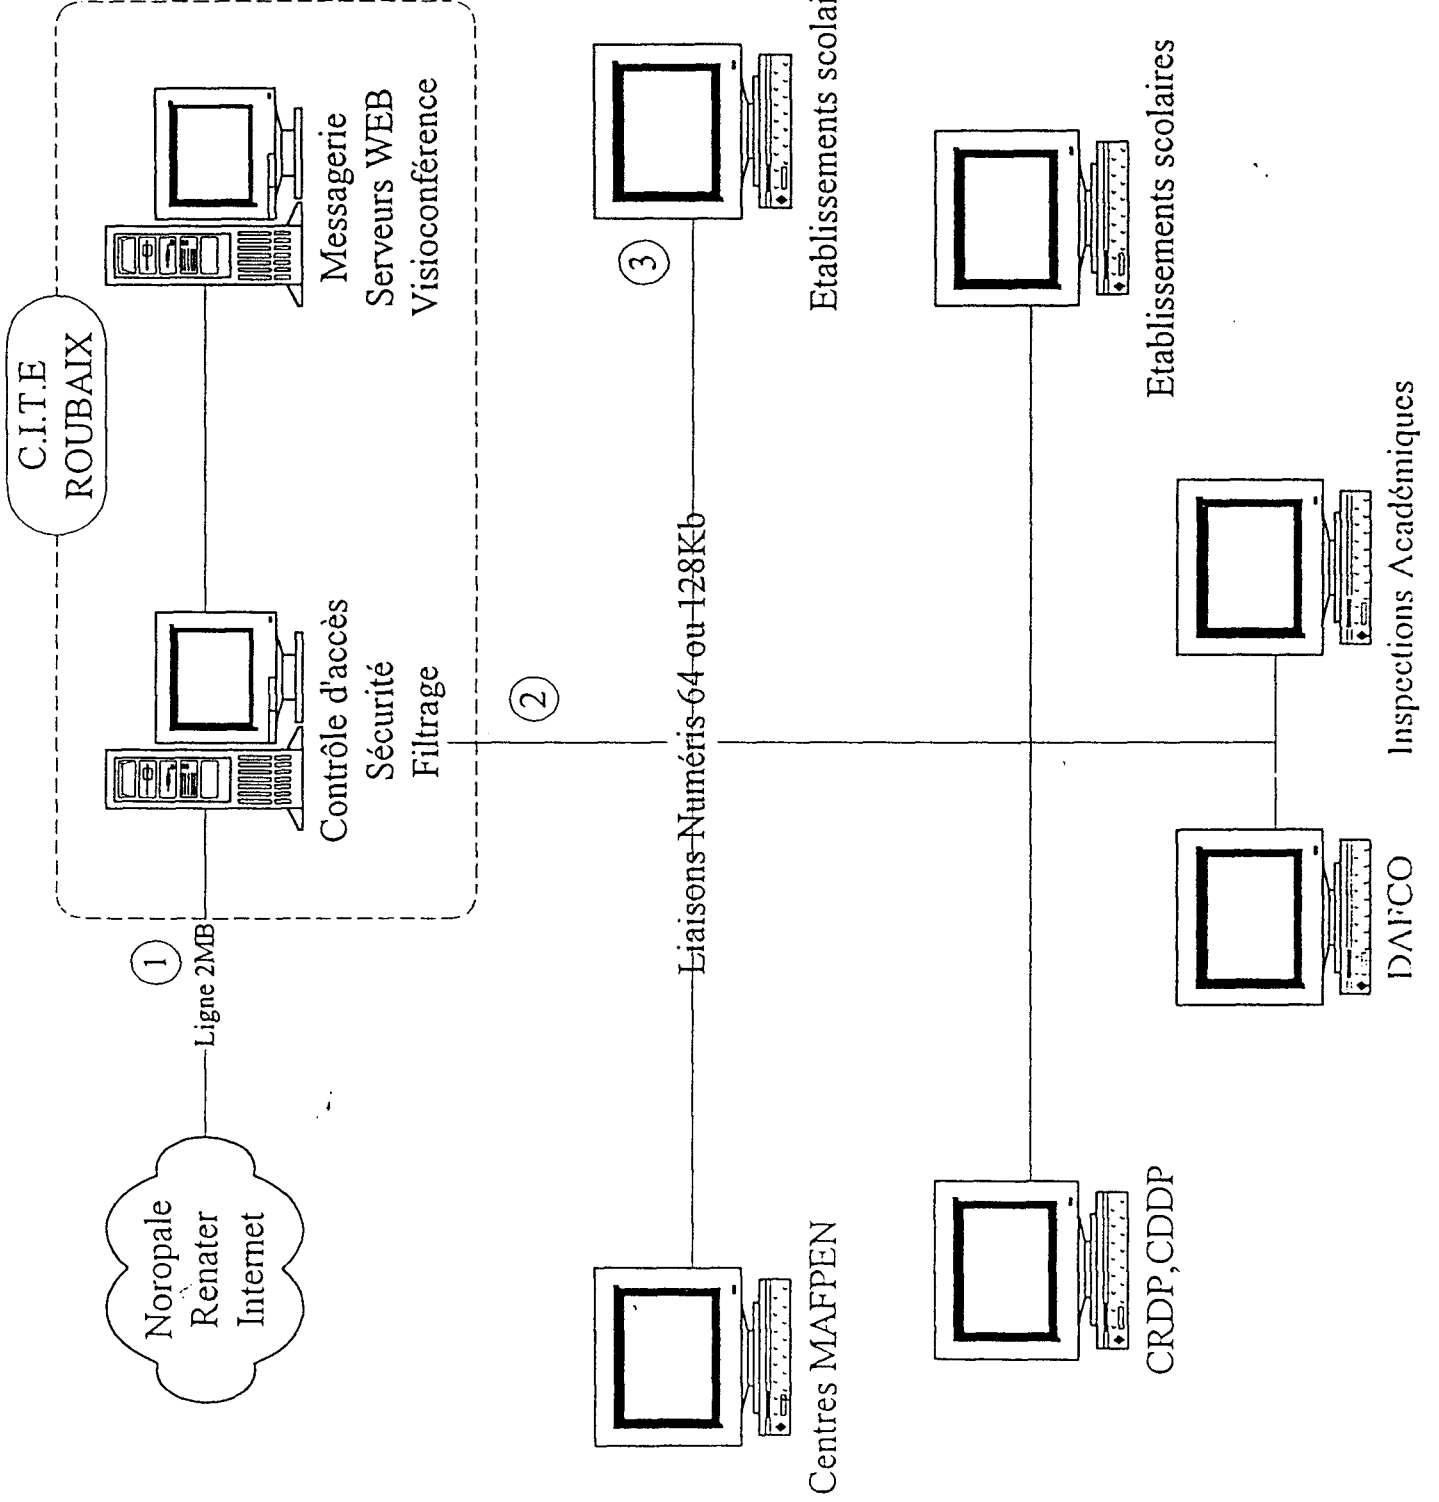 C.I.T.E
ROUBAIX
Noropale
Renater
Internet
1
Ligne 2MB
Contrôle d'accès
Sécurité
Filtrage
Messagerie
Serveurs WEB
Visioconférence
2
3
Liaisons Numéris 64 ou 128Kb
Centres MAFPEN
Etablissements scolai
CRDP,CDDP
Etablissements scolaires
DAFCO
Inspections Académiques